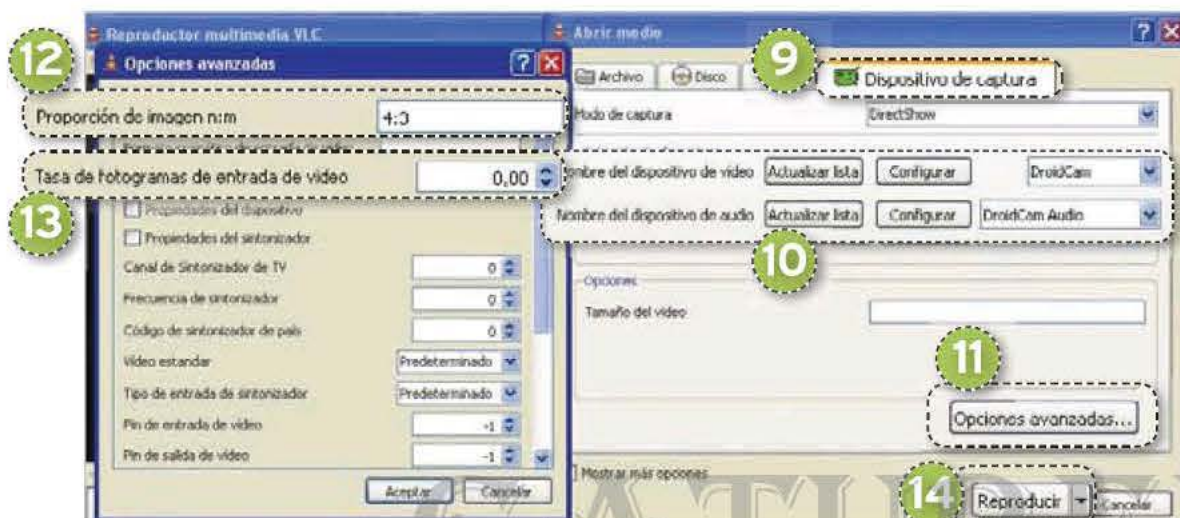 12
Reproductor multimedia VLC
Opciones avanzadas
Proporción de imagen n:m 4:3
Tasa de fotogramas de entrada de video 0,00
13
Propiedades del dispositivo
Propiedades del sintonizador
Canal de Sintonizador de TV 0
Frecuencia de sintonizador 0
Código de sintonizador de país 0
Vídeo estandar Predeterminado
Tipo de entrada de sintonizador Predeterminado
Pin de entrada de vídeo -1
Pin de salida de vídeo -1
Aceptar Cancelar
Abrir medio
9
Archivo Disco Dispositivo de captura
Modo de captura DirectShow
Nombre del dispositivo de vídeo Actualizar lista Configurar DroidCam
Nombre del dispositivo de audio Actualizar lista Configurar DroidCam Audio
10
Opciones
Tamaño del vídeo
11
Opciones avanzadas...
Mostrar más opciones
14
Reproducir Cancelar